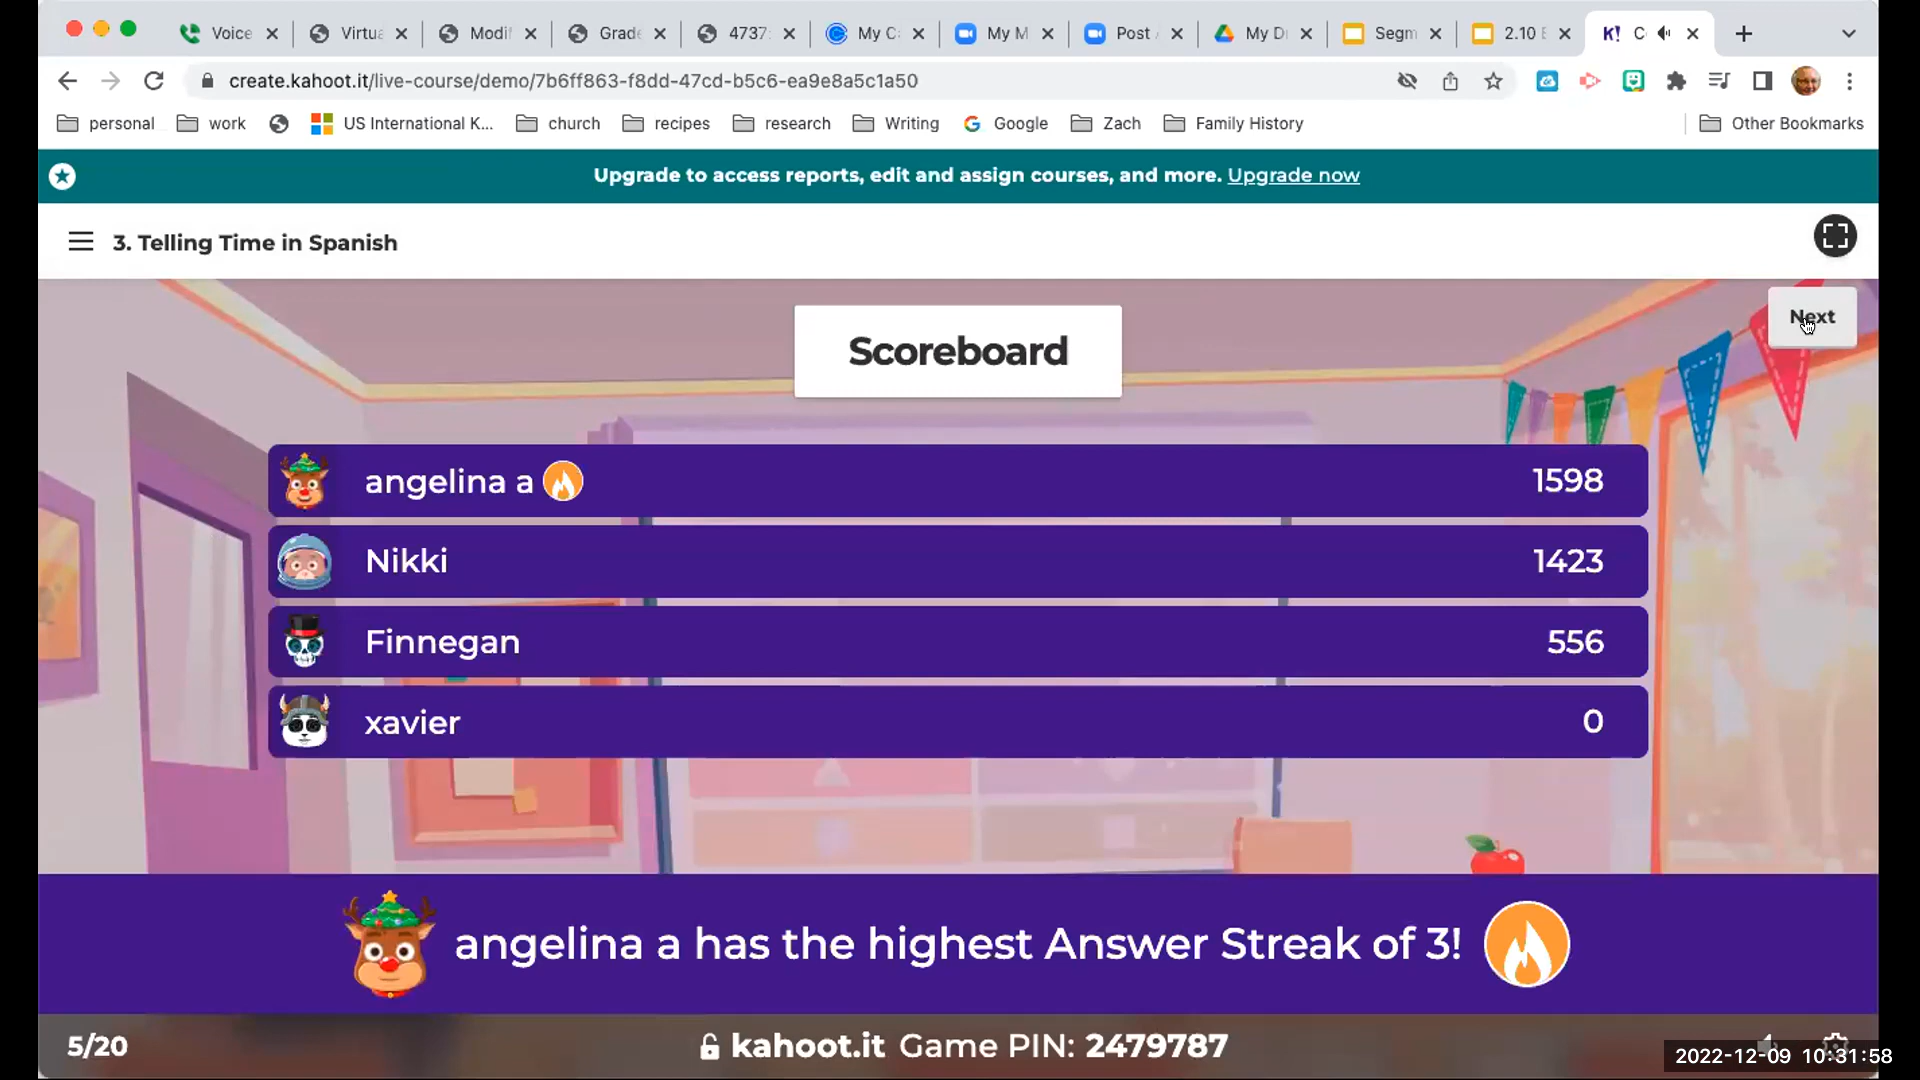 Voice
Virtua
Modif
Grade
4737
My C
My M
Post
My D
Segm
2.10 E
K! C
create.kahoot.it/live-course/demo/7b6ff863-f8dd-47cd-b5c6-ea9e8a5c1a50
personal
work
US International K...
church
recipes
research
Writing
Google
Zach
Family History
Other Bookmarks
Upgrade to access reports, edit and assign courses, and more. Upgrade now
3. Telling Time in Spanish
Next
Scoreboard
angelina a 1598
Nikki 1423
Finnegan 556
xavier 0
angelina a has the highest Answer Streak of 3!
5/20
kahoot.it Game PIN: 2479787
2022-12-09 10:31:58